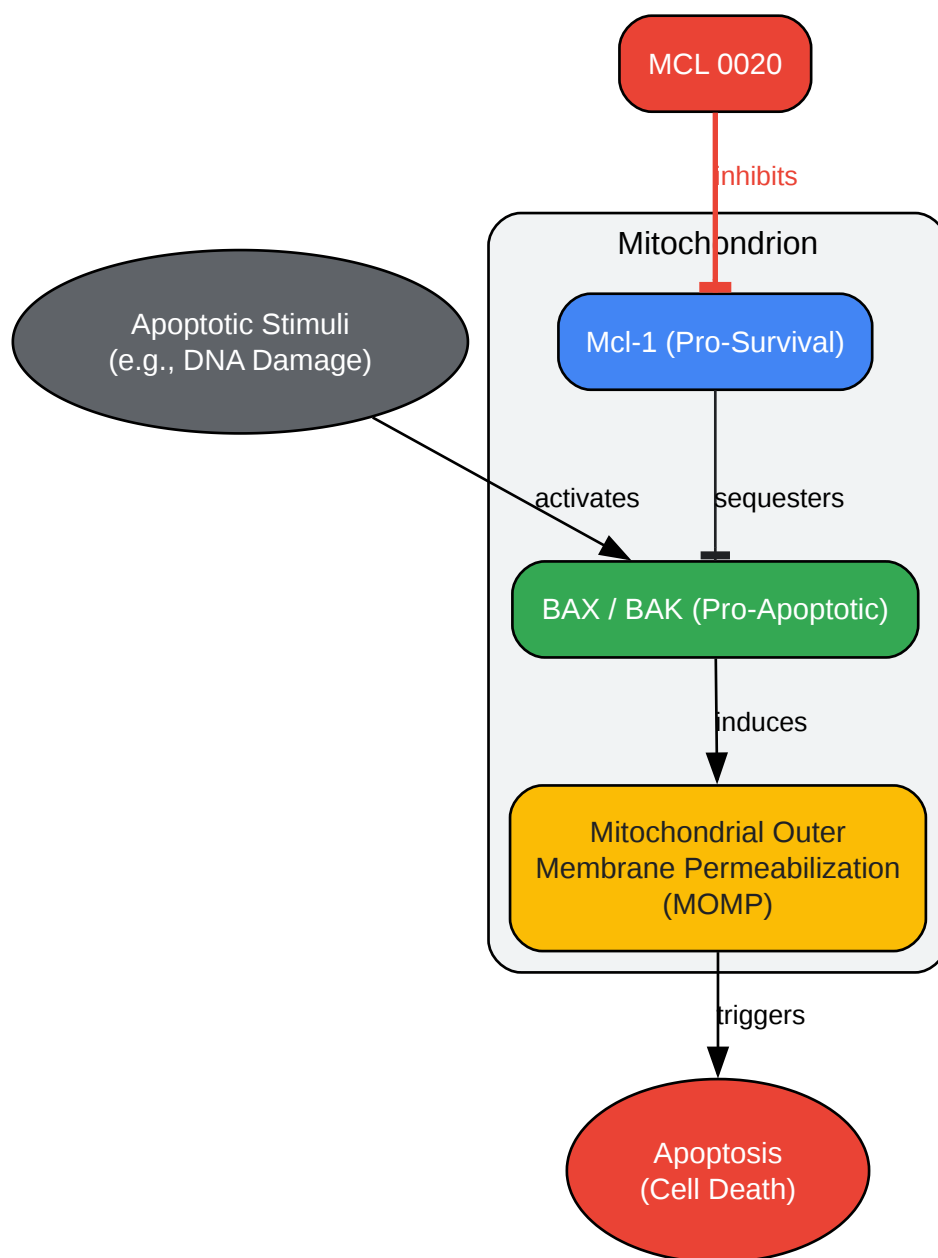 MCL 0020
inhibits
Mitochondrion
Apoptotic Stimuli
(e.g., DNA Damage)
Mcl-1 (Pro-Survival)
activates
sequesters
BAX / BAK (Pro-Apoptotic)
induces
Mitochondrial Outer
Membrane Permeabilization
(MOMP)
triggers
Apoptosis
(Cell Death)